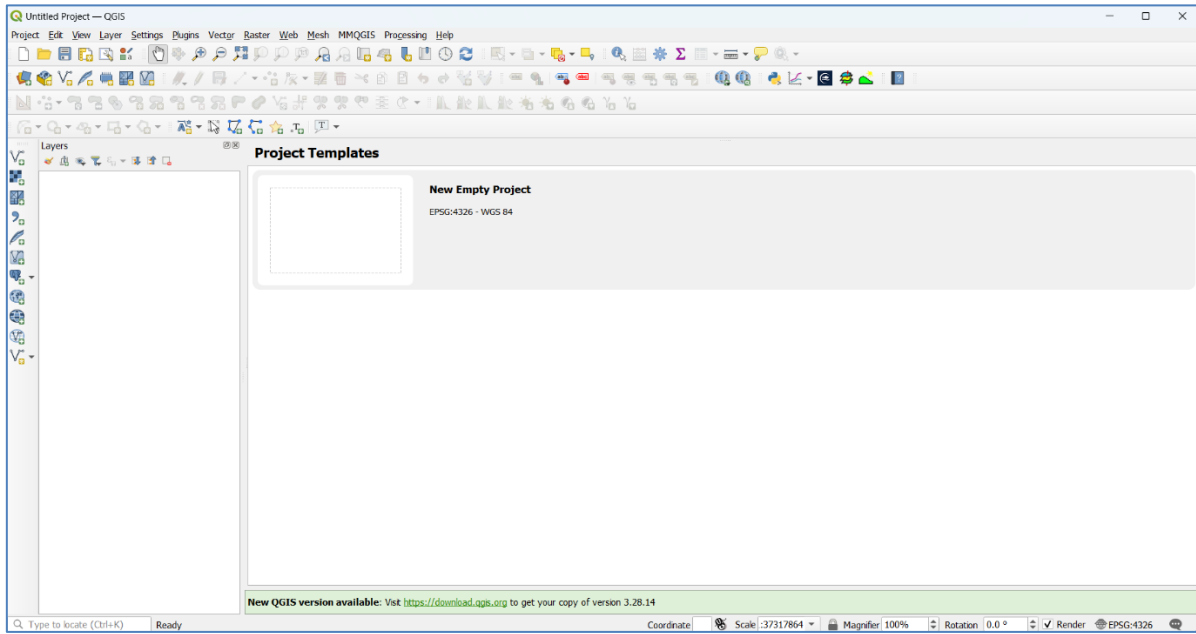 Untitled Project — QGIS
Project Edit View Layer Settings Plugins Vector Raster Web Mesh MMQGIS Processing Help
Layers
Project Templates
New Empty Project
EPSG:4326 - WGS 84
New QGIS version available: Visit https://download.qgis.org to get your copy of version 3.28.14
Type to locate (Ctrl+K) Ready Coordinate Scale :37317864 Magnifier 100% Rotation 0.0 ° Render EPSG:4326